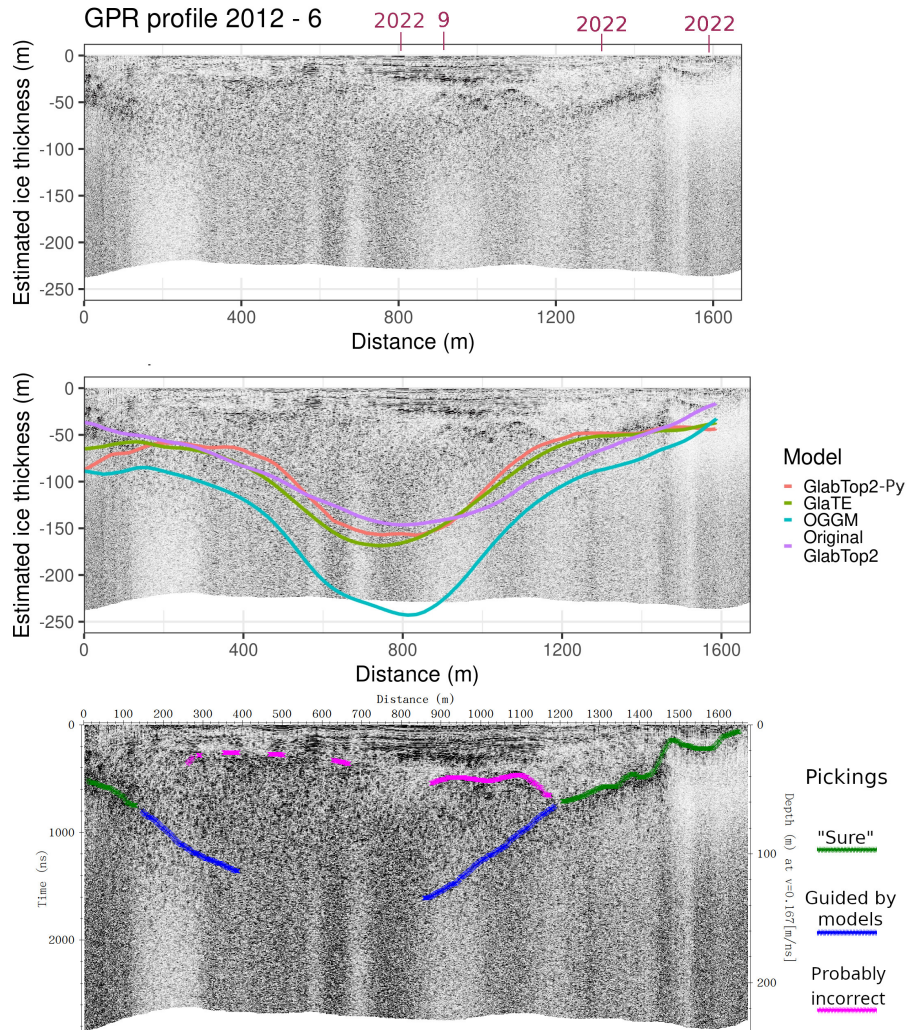 GPR profile 2012 - 6
2022 9
2022
2022
Estimated ice thickness (m)
0
-50
-100
-150
-200
-250
0 400 800 1200 1600
Distance (m)
Estimated ice thickness (m)
0
-50
-100
-150
-200
-250
0 400 800 1200 1600
Distance (m)
Model
GlabTop2-Py
GlaTE
OGGM
Original
GlabTop2
Distance (m)
0 100 200 300 400 500 600 700 800 900 1000 1100 1200 1300 1400 1500 1600
Time (ns)
0
1000
2000
0
100
200
Depth (m) at v=0.167[m/ns]
Pickings
"Sure"
Guided by
models
Probably
incorrect